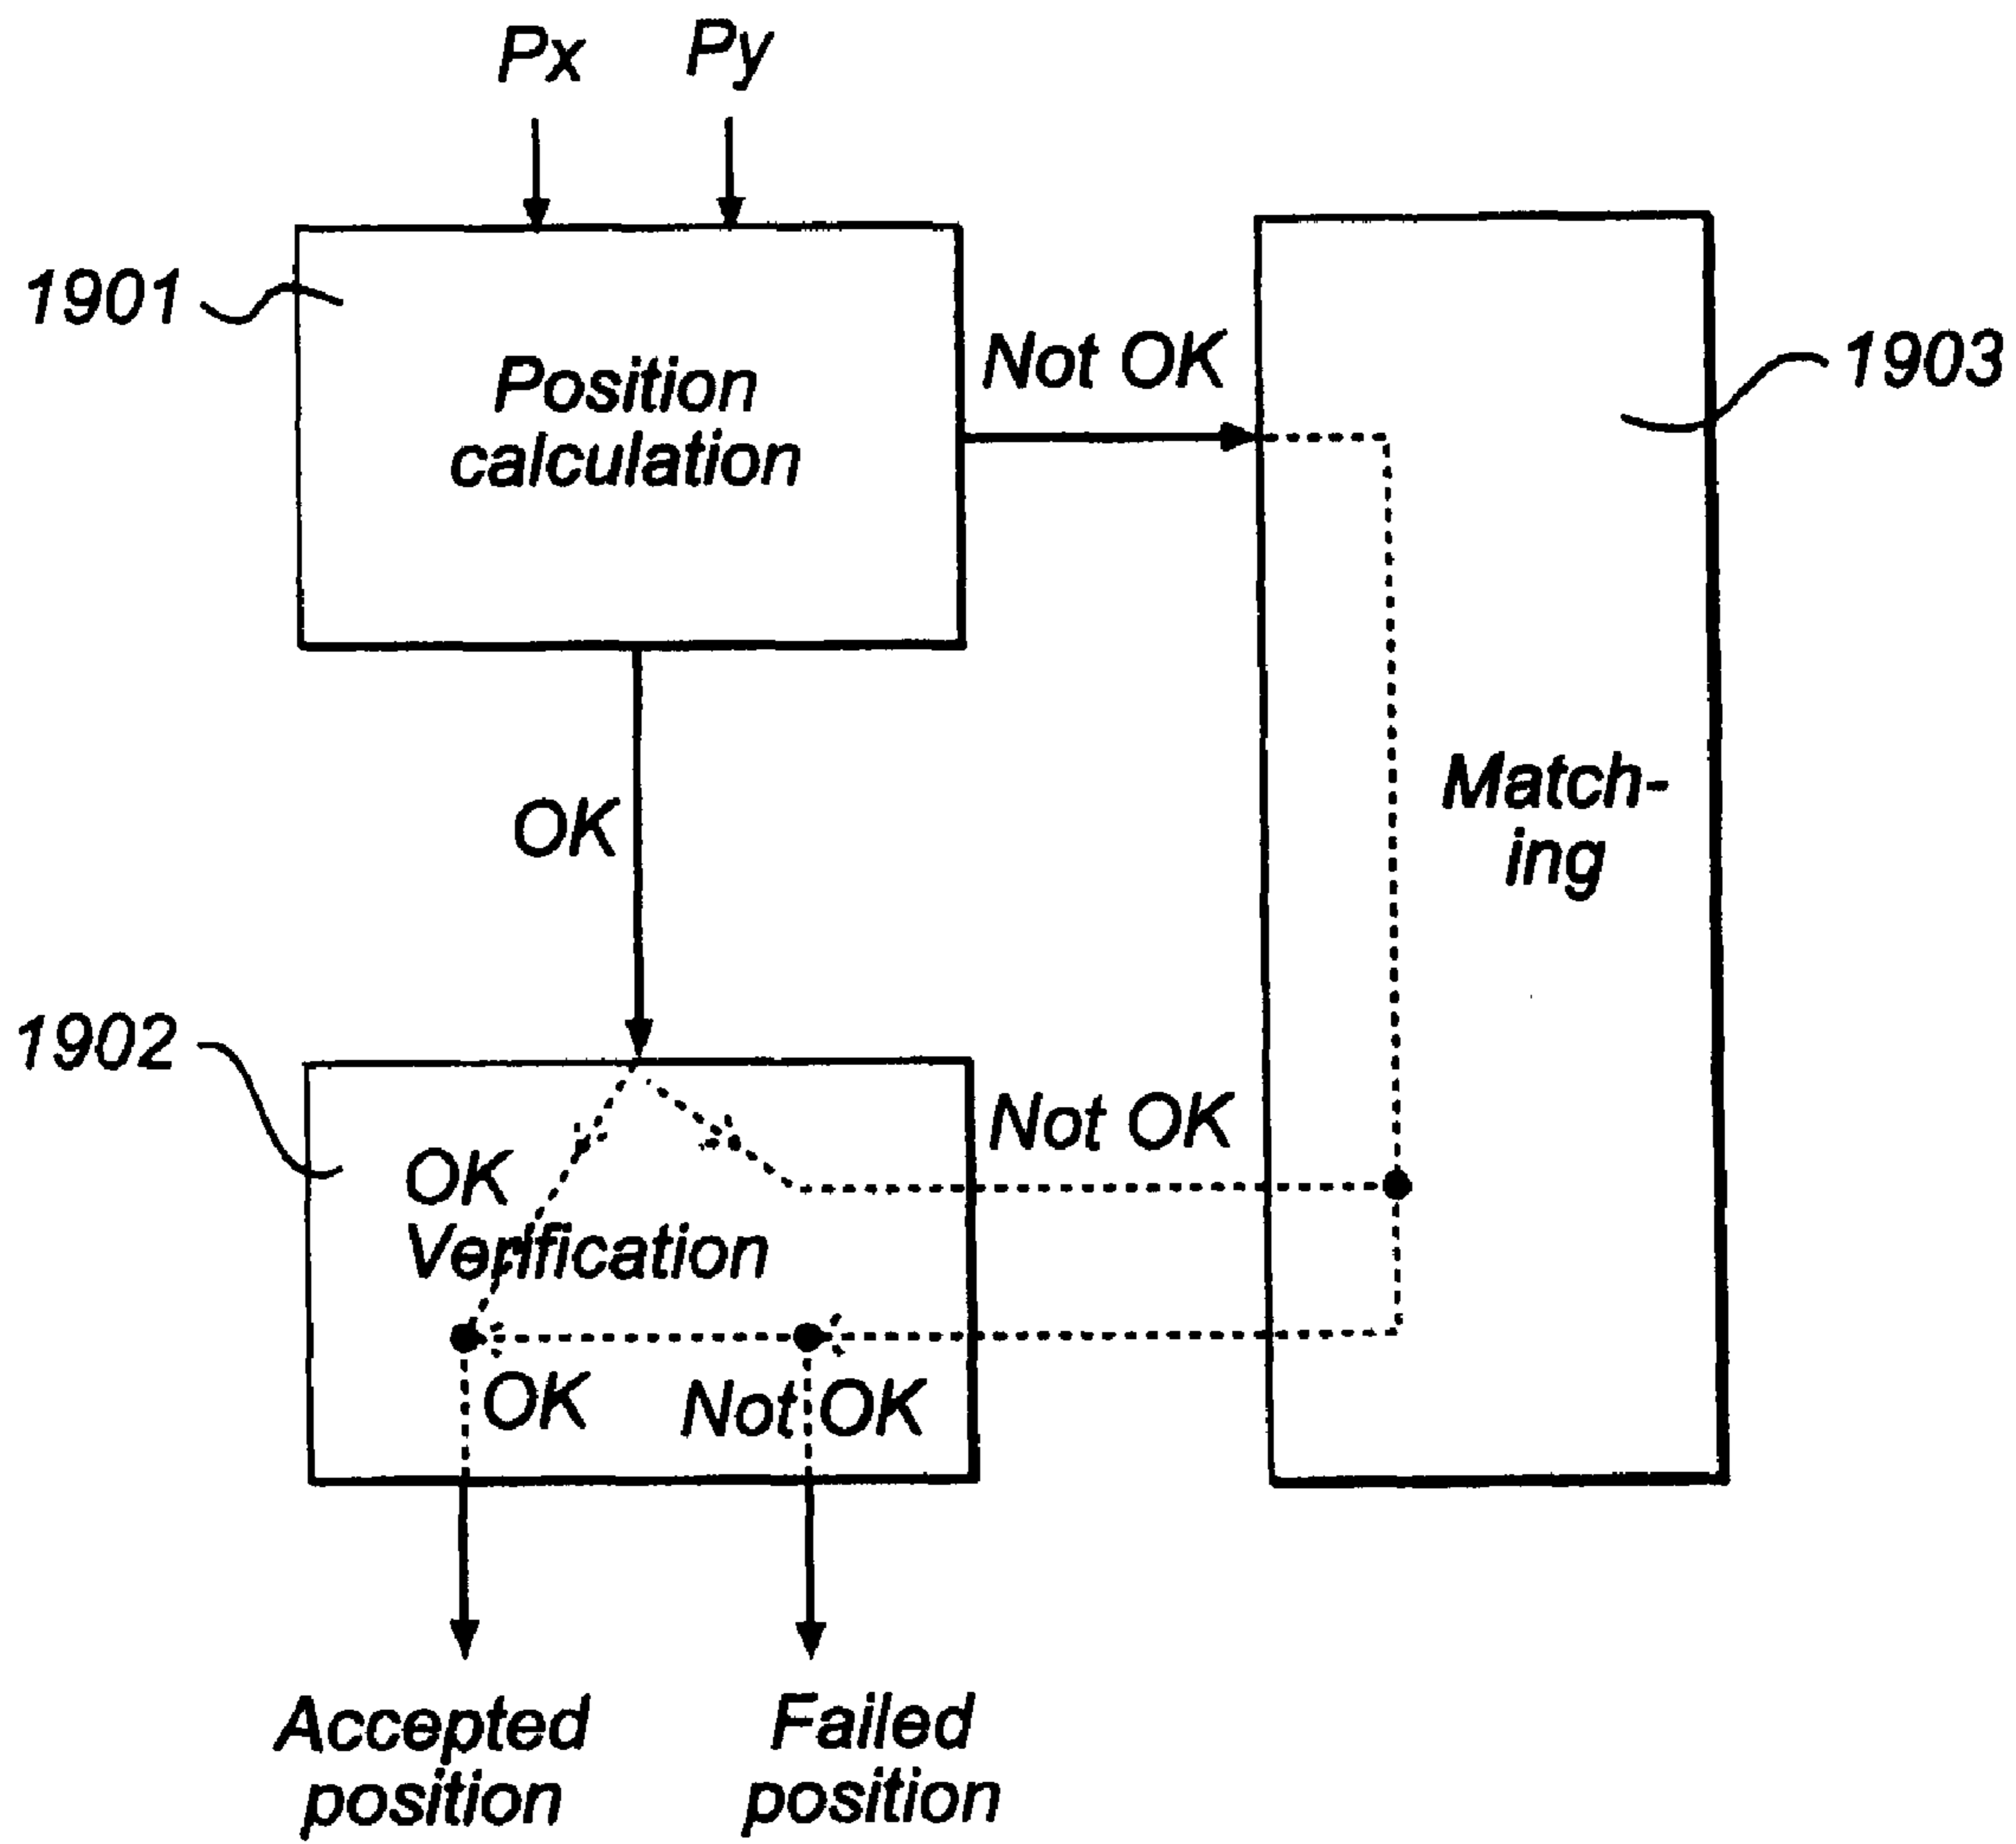 Px Py
1901
Position
calculation
Not OK
1903
OK
Match-
ing
1902
Not OK
OK
Verification
OK
Not OK
Accepted
position
Failed
position